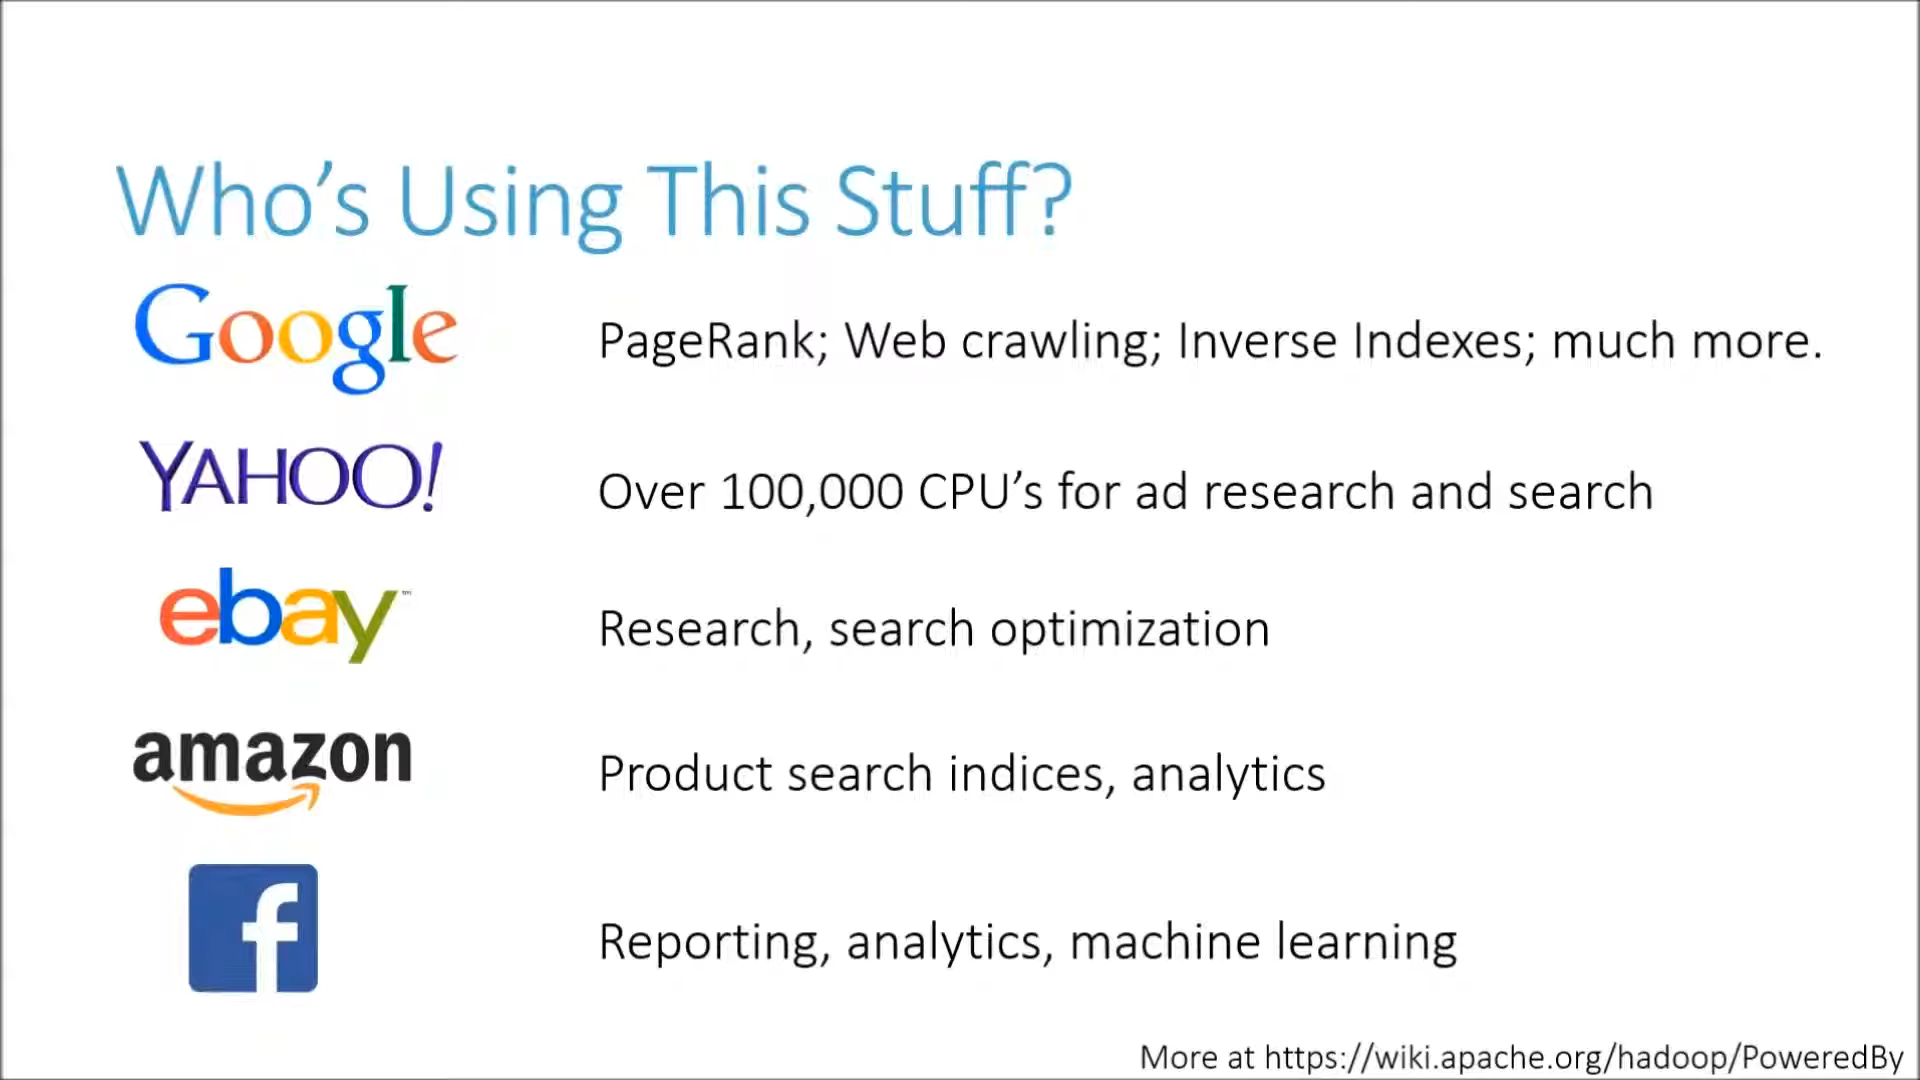 Who’s Using This Stuff?
Google
PageRank; Web crawling; Inverse Indexes; much more.
YAHOO!
Over 100,000 CPU’s for ad research and search
ebay™
Research, search optimization
amazon
Product search indices, analytics
f
Reporting, analytics, machine learning
More at https://wiki.apache.org/hadoop/PoweredBy